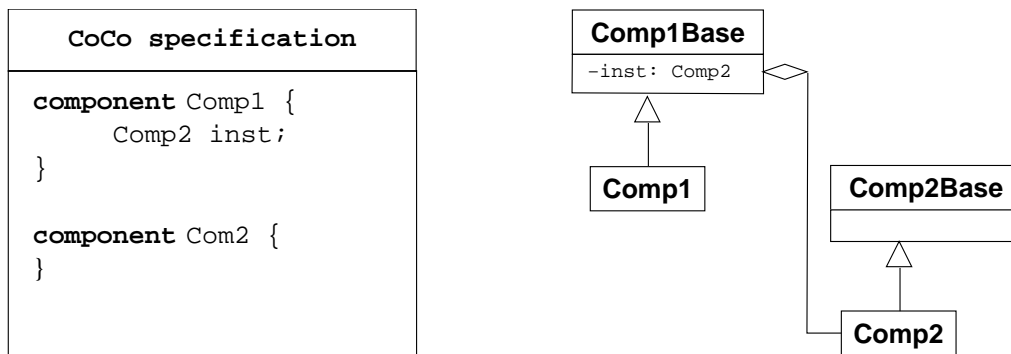 CoCo specification
component Comp1 {
Comp2 inst;
}
component Com2 {
}
Comp1Base
-inst: Comp2
Comp1
Comp2Base
Comp2